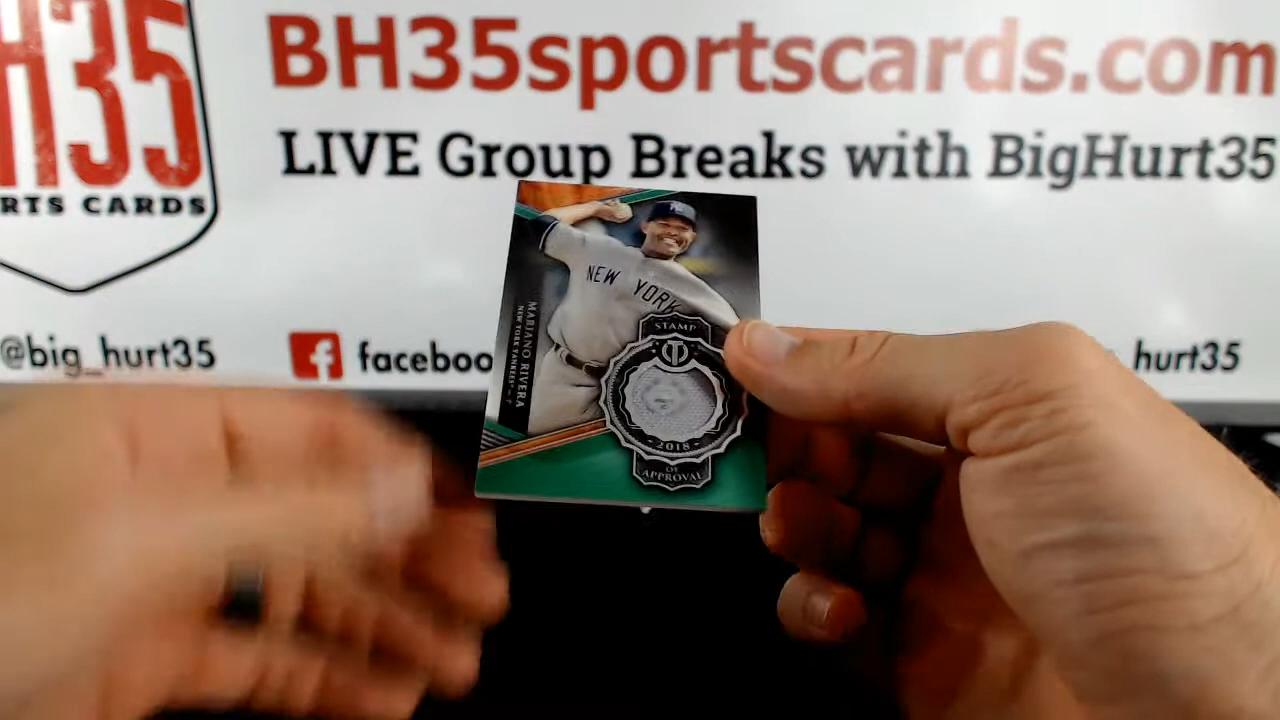 H35
RTS CARDS
BH35sportscards.com
LIVE Group Breaks with BigHurt35
@big_hurt35
f faceboo
hurt35
NEW YORK
MARIANO RIVERA
NEW YORK YANKEES
STAMP
2018
OF
APPROVAL